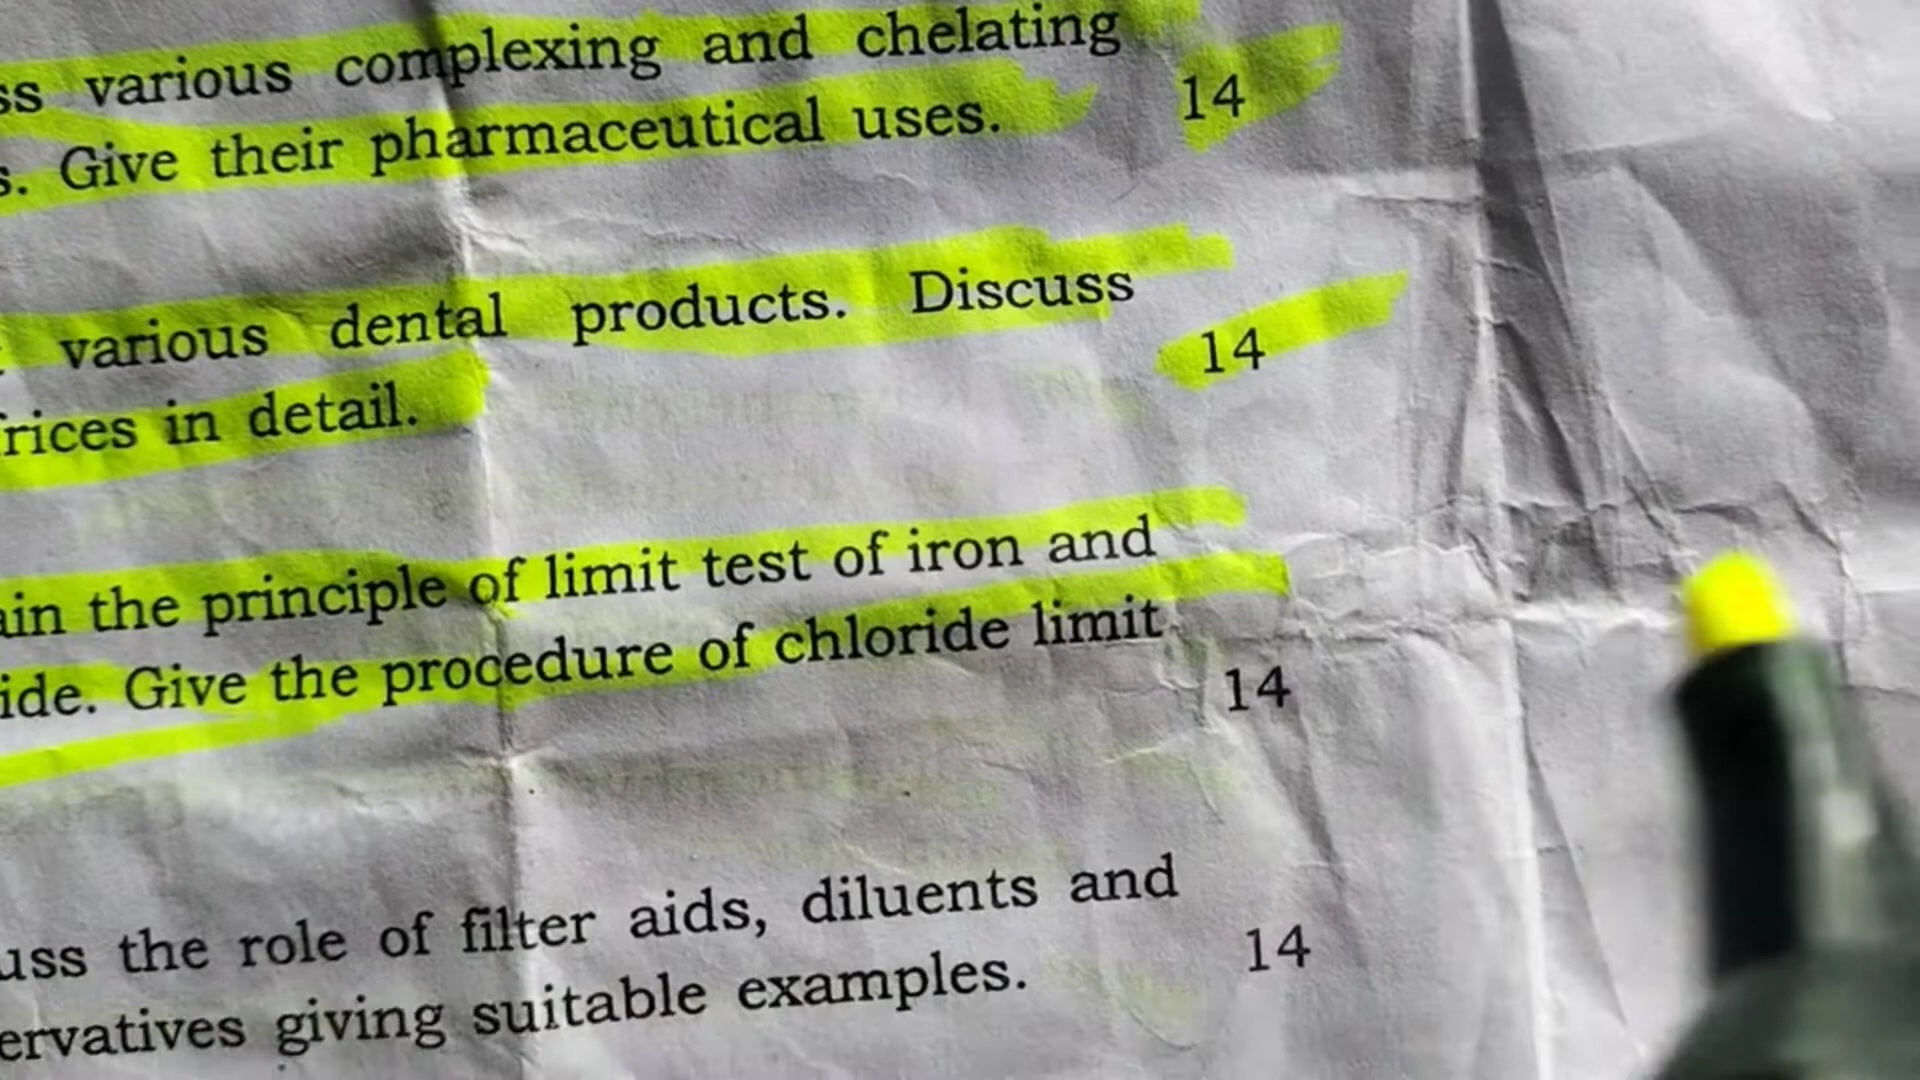 ss various complexing and chelating
s. Give their pharmaceutical uses. 14
various dental products. Discuss
rices in detail. 14
ain the principle of limit test of iron and
ide. Give the procedure of chloride limit
14
uss the role of filter aids, diluents and
ervatives giving suitable examples. 14